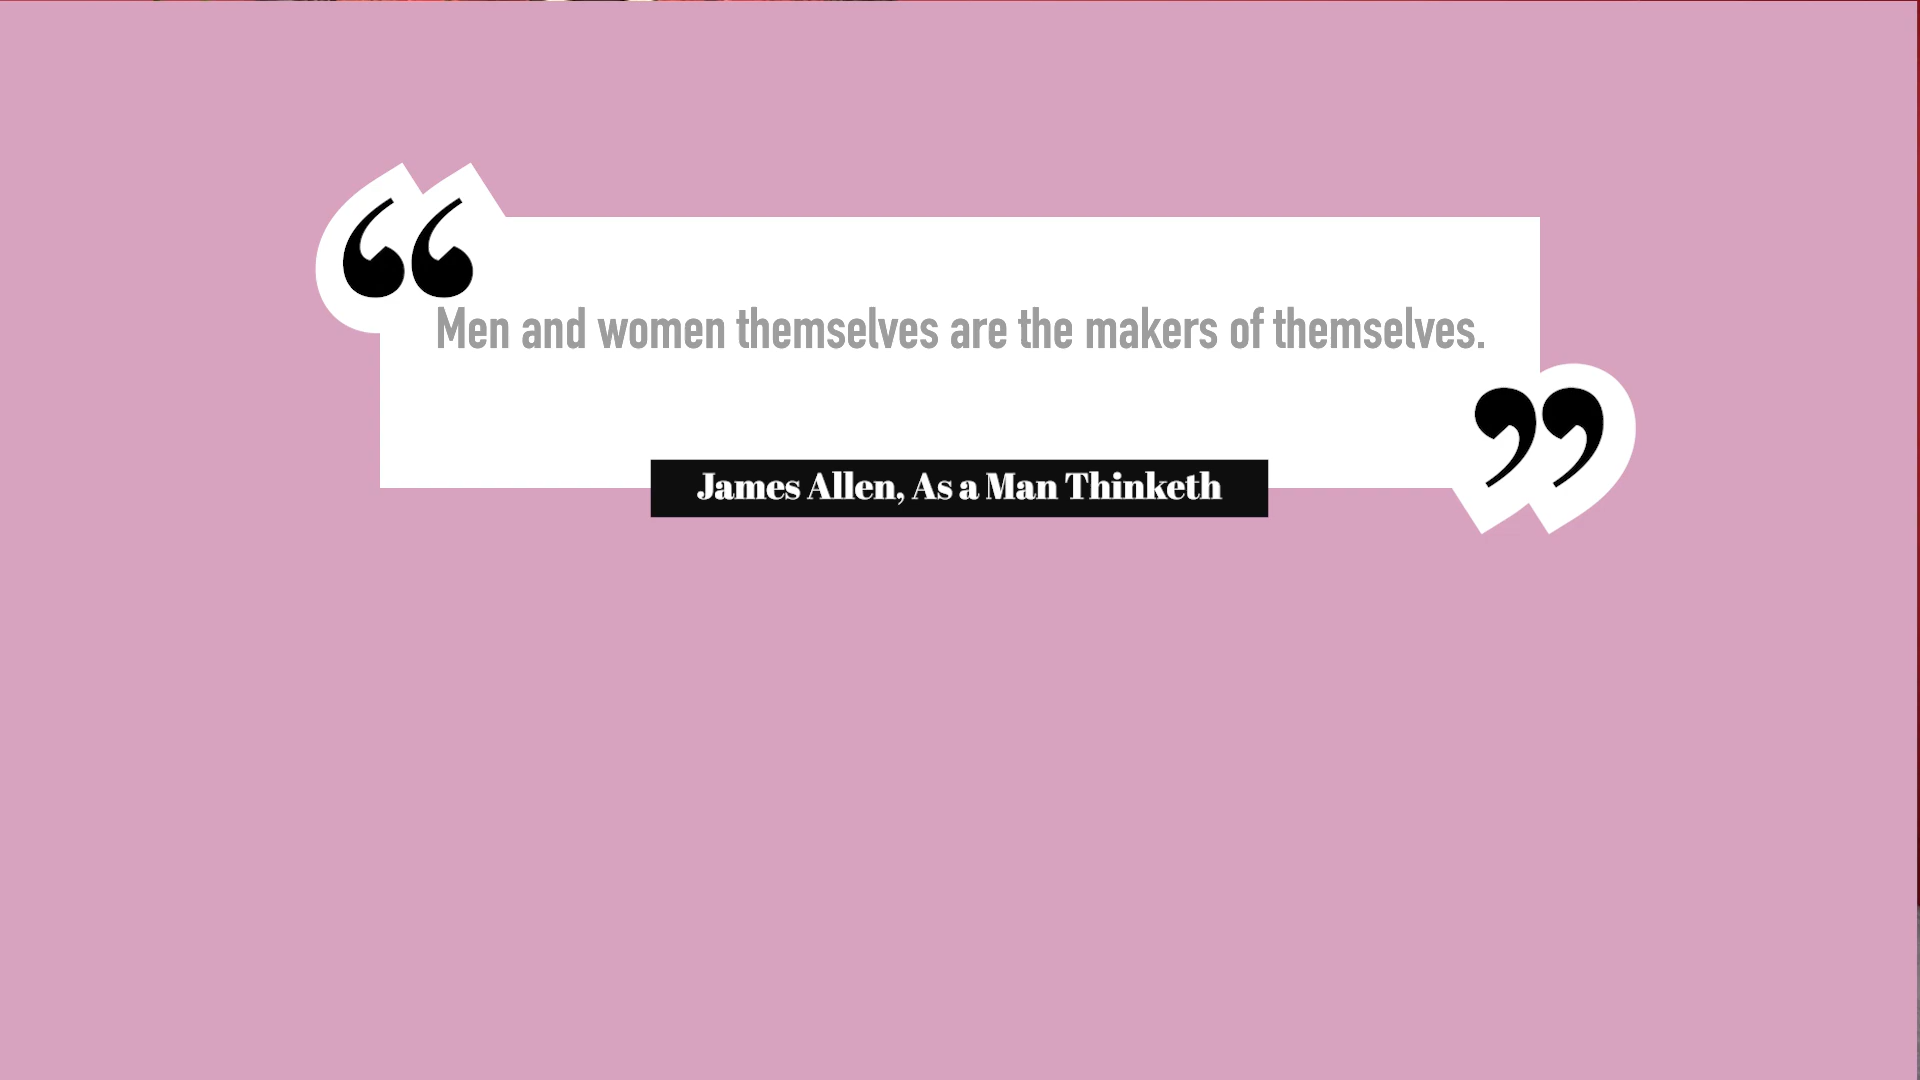 “
Men and women themselves are the makers of themselves.
”
James Allen, As a Man Thinketh